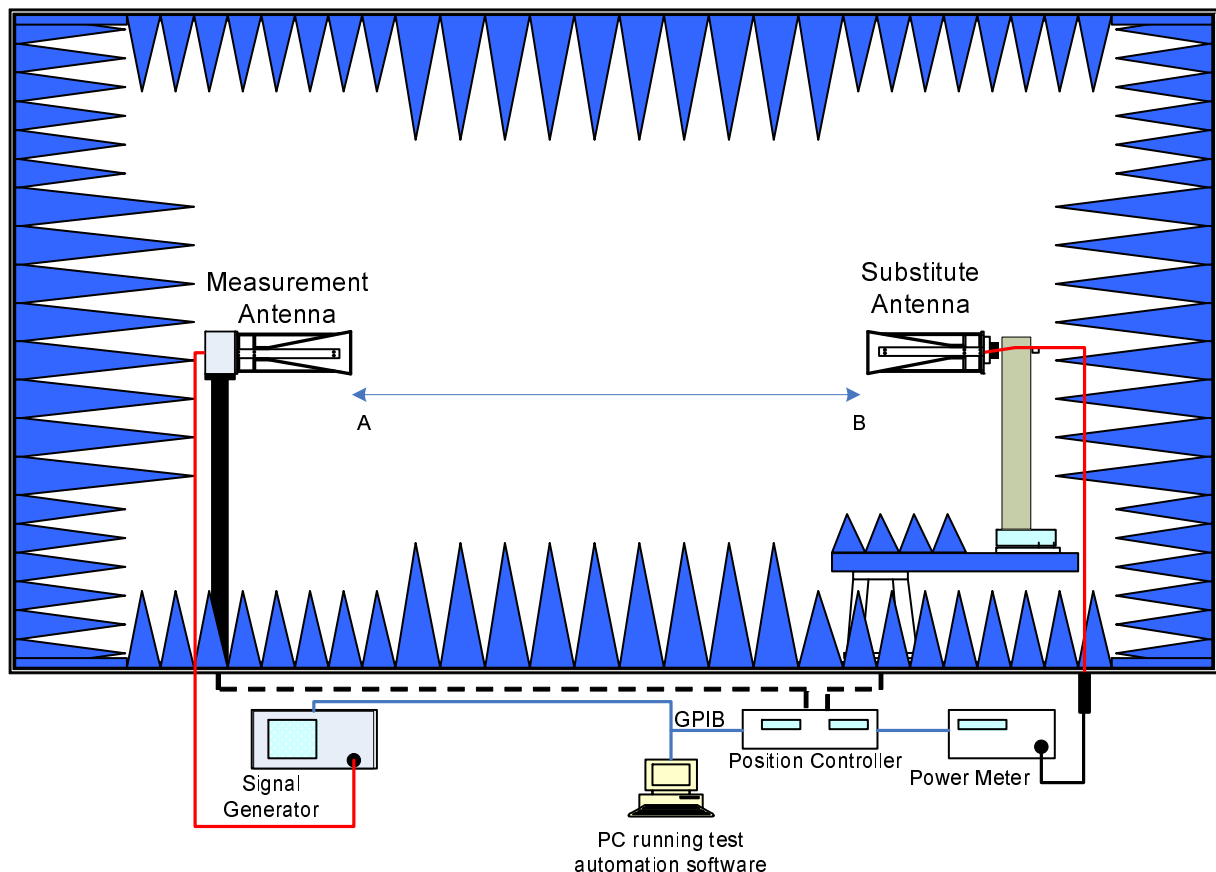 Measurement
Antenna
Substitute
Antenna
A
B
GPIB
Signal
Generator
Position Controller
Power Meter
PC running test
automation software